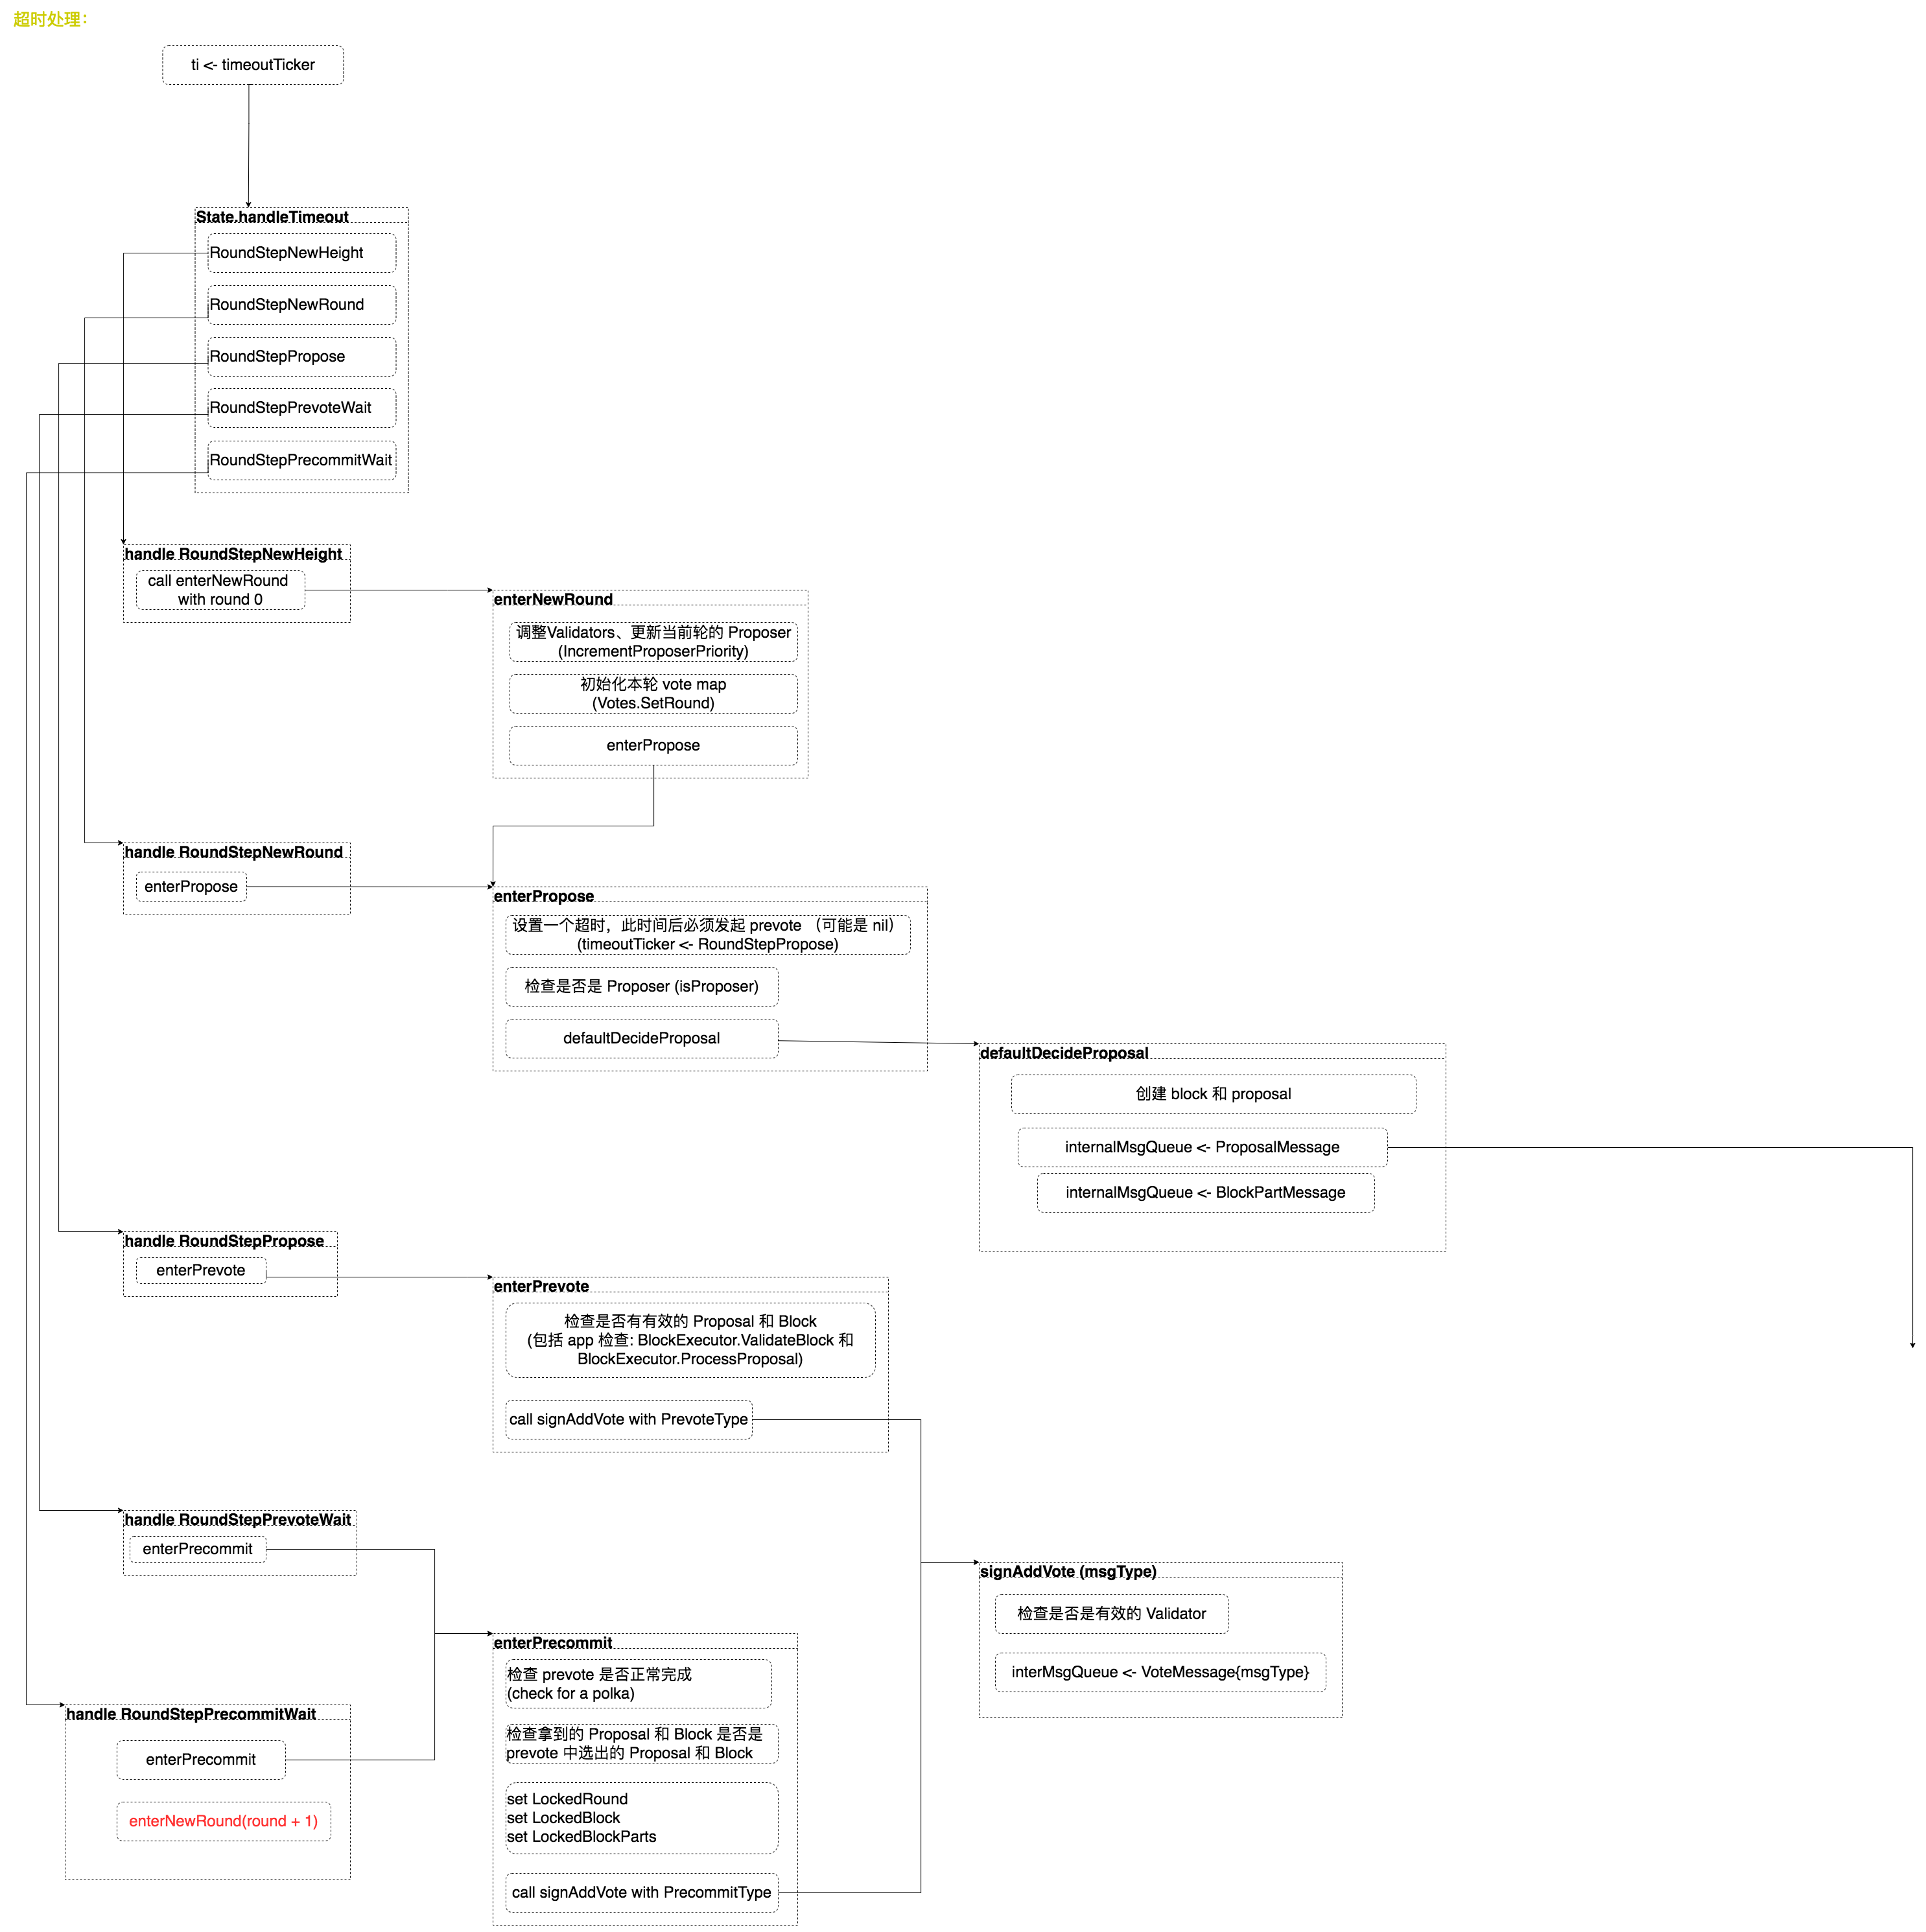 超时处理：
ti <- timeoutTicker
State.handleTimeout
RoundStepNewHeight
RoundStepNewRound
RoundStepPropose
RoundStepPrevoteWait
RoundStepPrecommitWait
handle RoundStepNewHeight
call enterNewRound
with round 0
enterNewRound
调整Validators、更新当前轮的 Proposer
(IncrementProposerPriority)
初始化本轮 vote map
(Votes.SetRound)
enterPropose
handle RoundStepNewRound
enterPropose
enterPropose
设置一个超时，此时间后必须发起 prevote （可能是 nil）
(timeoutTicker <- RoundStepPropose)
检查是否是 Proposer (isProposer)
defaultDecideProposal
defaultDecideProposal
创建 block 和 proposal
internalMsgQueue <- ProposalMessage
internalMsgQueue <- BlockPartMessage
handle RoundStepPropose
enterPrevote
enterPrevote
检查是否有有效的 Proposal 和 Block
(包括 app 检查: BlockExecutor.ValidateBlock 和
BlockExecutor.ProcessProposal)
call signAddVote with PrevoteType
handle RoundStepPrevoteWait
enterPrecommit
signAddVote (msgType)
检查是否是有效的 Validator
interMsgQueue <- VoteMessage{msgType}
enterPrecommit
检查 prevote 是否正常完成
(check for a polka)
检查拿到的 Proposal 和 Block 是否是
prevote 中选出的 Proposal 和 Block
set LockedRound
set LockedBlock
set LockedBlockParts
call signAddVote with PrecommitType
handle RoundStepPrecommitWait
enterPrecommit
enterNewRound(round + 1)